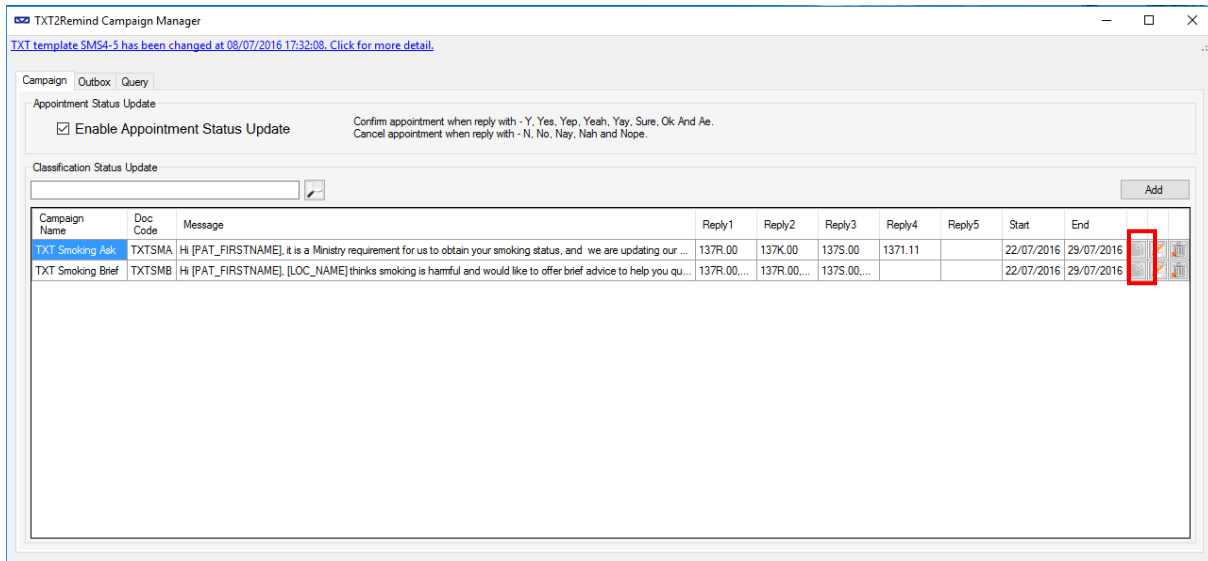 TXT2Remind Campaign Manager
TXT template SMS4-5 has been changed at 08/07/2016 17:32:08. Click for more detail.
Campaign Outbox Query
Appointment Status Update
Enable Appointment Status Update
Confirm appointment when reply with - Y, Yes, Yep, Yeah, Yay, Sure, Ok And Ae.
Cancel appointment when reply with - N, No, Nay, Nah and Nope.
Classification Status Update
Add
Campaign Name Doc Code Message Reply1 Reply2 Reply3 Reply4 Reply5 Start End
TXT Smoking Ask TXTSMA Hi [PAT_FIRSTNAME], it is a Ministry requirement for us to obtain your smoking status, and we are updating our ... 137R.00 137K.00 137S.00 1371.11 22/07/2016 29/07/2016
TXT Smoking Brief TXTSMB Hi [PAT_FIRSTNAME], [LOC_NAME] thinks smoking is harmful and would like to offer brief advice to help you qu... 137R.00,... 137R.00,... 137S.00,... 22/07/2016 29/07/2016